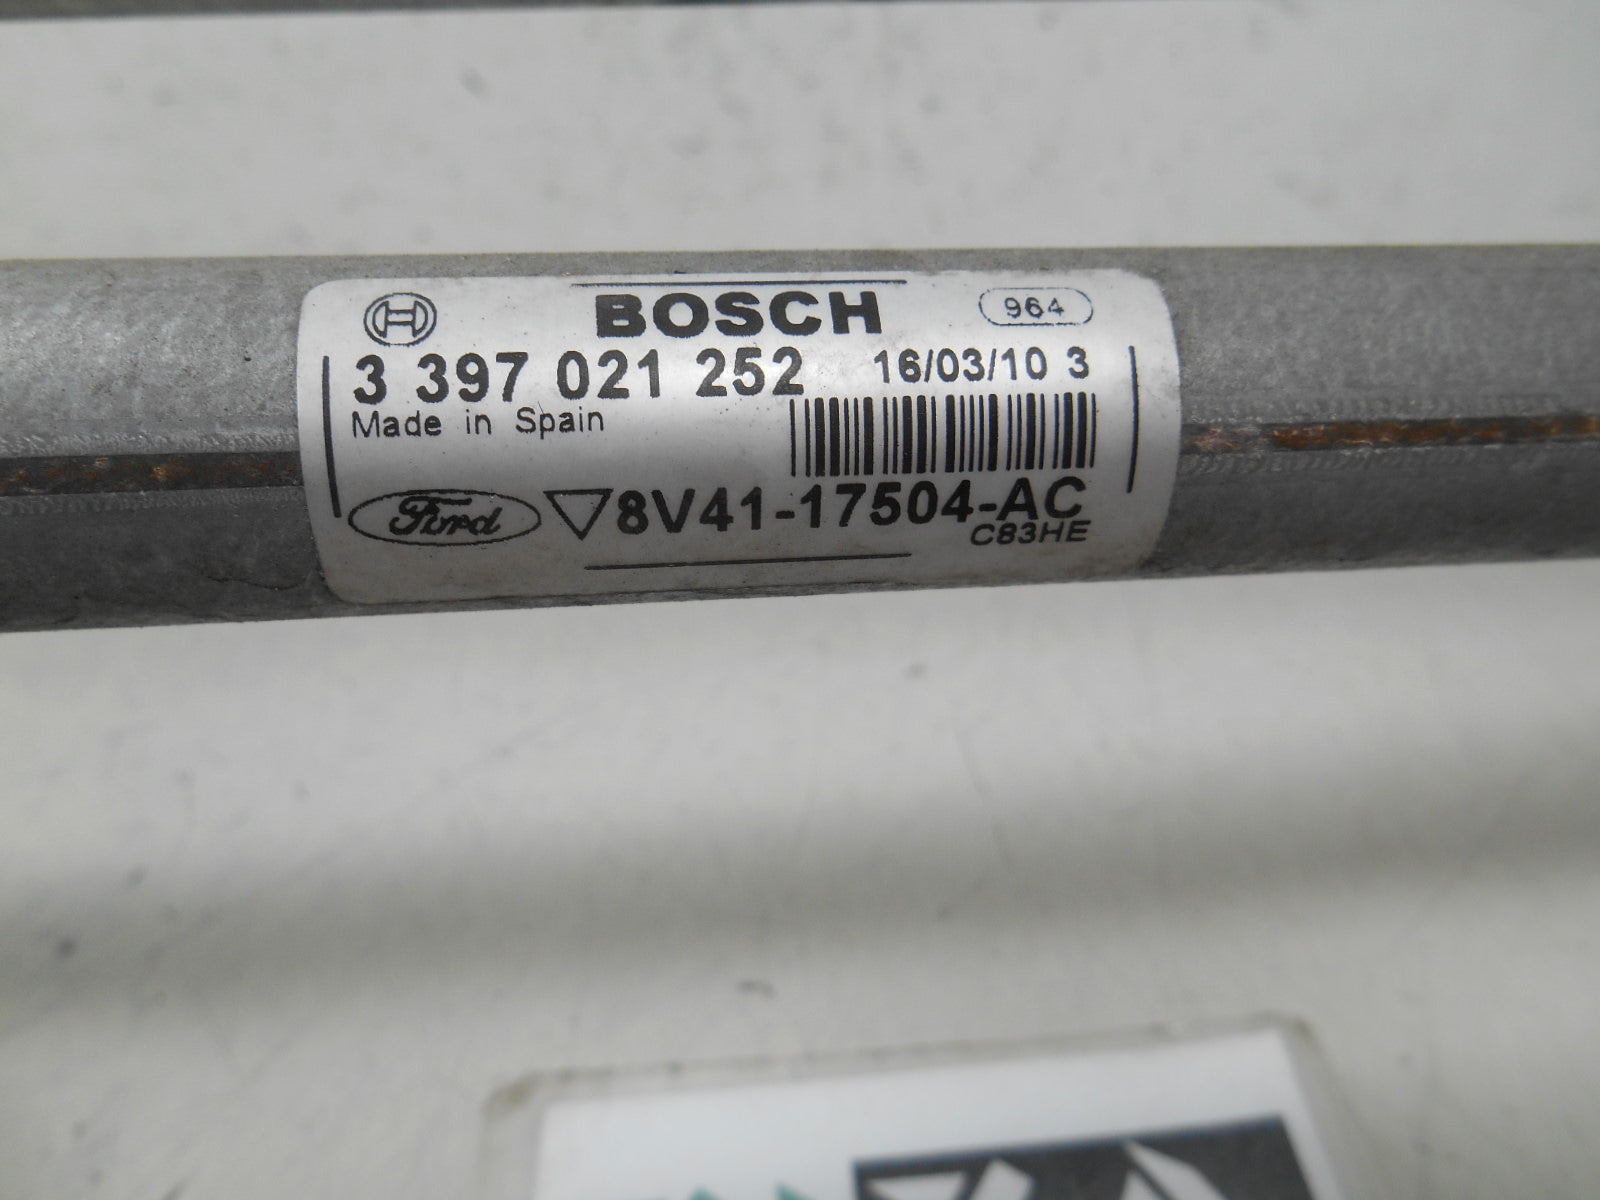 BOSCH 964
3 397 021 252 16/03/10 3
Made in Spain
Ford 8V41-17504-AC
C83HE